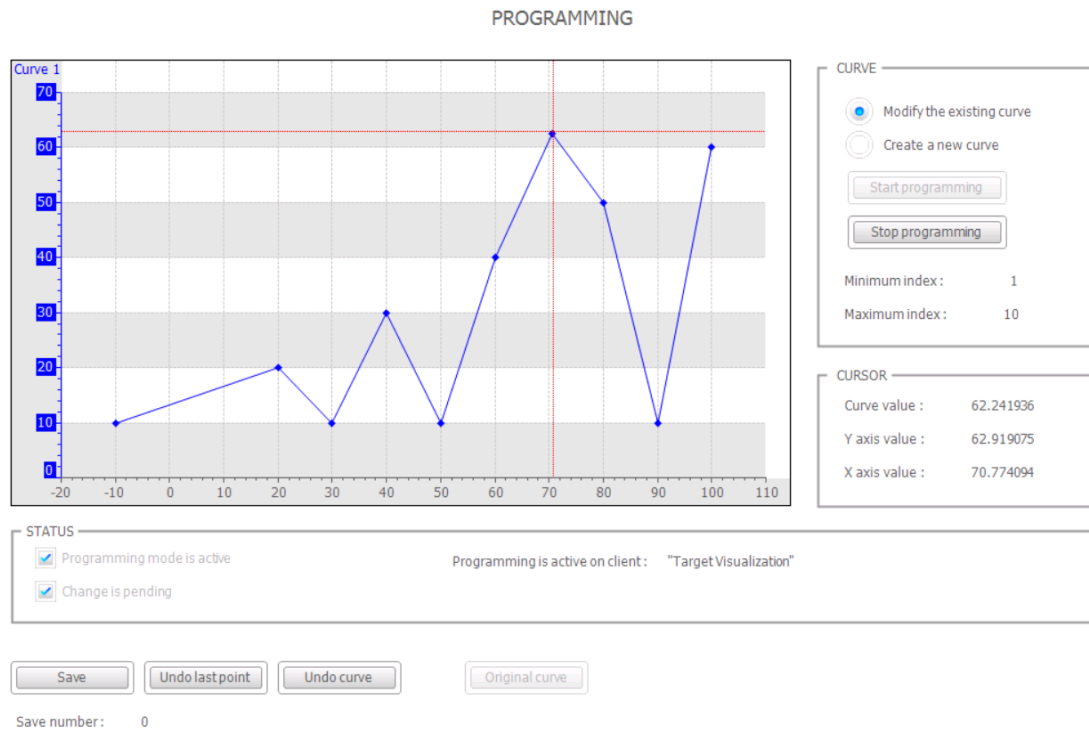 PROGRAMMING
Curve 1
70
60
50
40
30
20
10
0
-20 -10 0 10 20 30 40 50 60 70 80 90 100 110
CURVE
Modify the existing curve
Create a new curve
Start programming
Stop programming
Minimum index : 1
Maximum index : 10
CURSOR
Curve value : 62.241936
Y axis value : 62.919075
X axis value : 70.774094
STATUS
Programming mode is active
Programming is active on client : "Target Visualization"
Change is pending
Save Undo last point Undo curve Original curve
Save number : 0